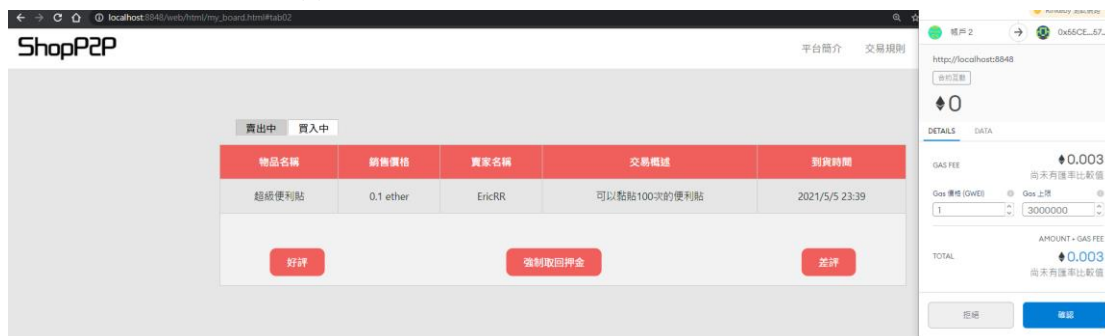 localhost:8848/web/html/my_board.html#tab02
ShopP2P
平台簡介 交易規則
賣出中 買入中
物品名稱 銷售價格 賣家名稱 交易概述 到貨時間
超級便利貼 0.1 ether EricRR 可以黏貼100次的便利貼 2021/5/5 23:39
好評 強制取回押金 差評
帳戶 2 0x55CE...57...
http://localhost:8848
合約互動
0
DETAILS DATA
GAS FEE 0.003
尚未有匯率比較值
Gas 價格 (GWEI) Gas 上限
1 3000000
AMOUNT + GAS FEE
TOTAL 0.003
尚未有匯率比較值
拒絕 確認